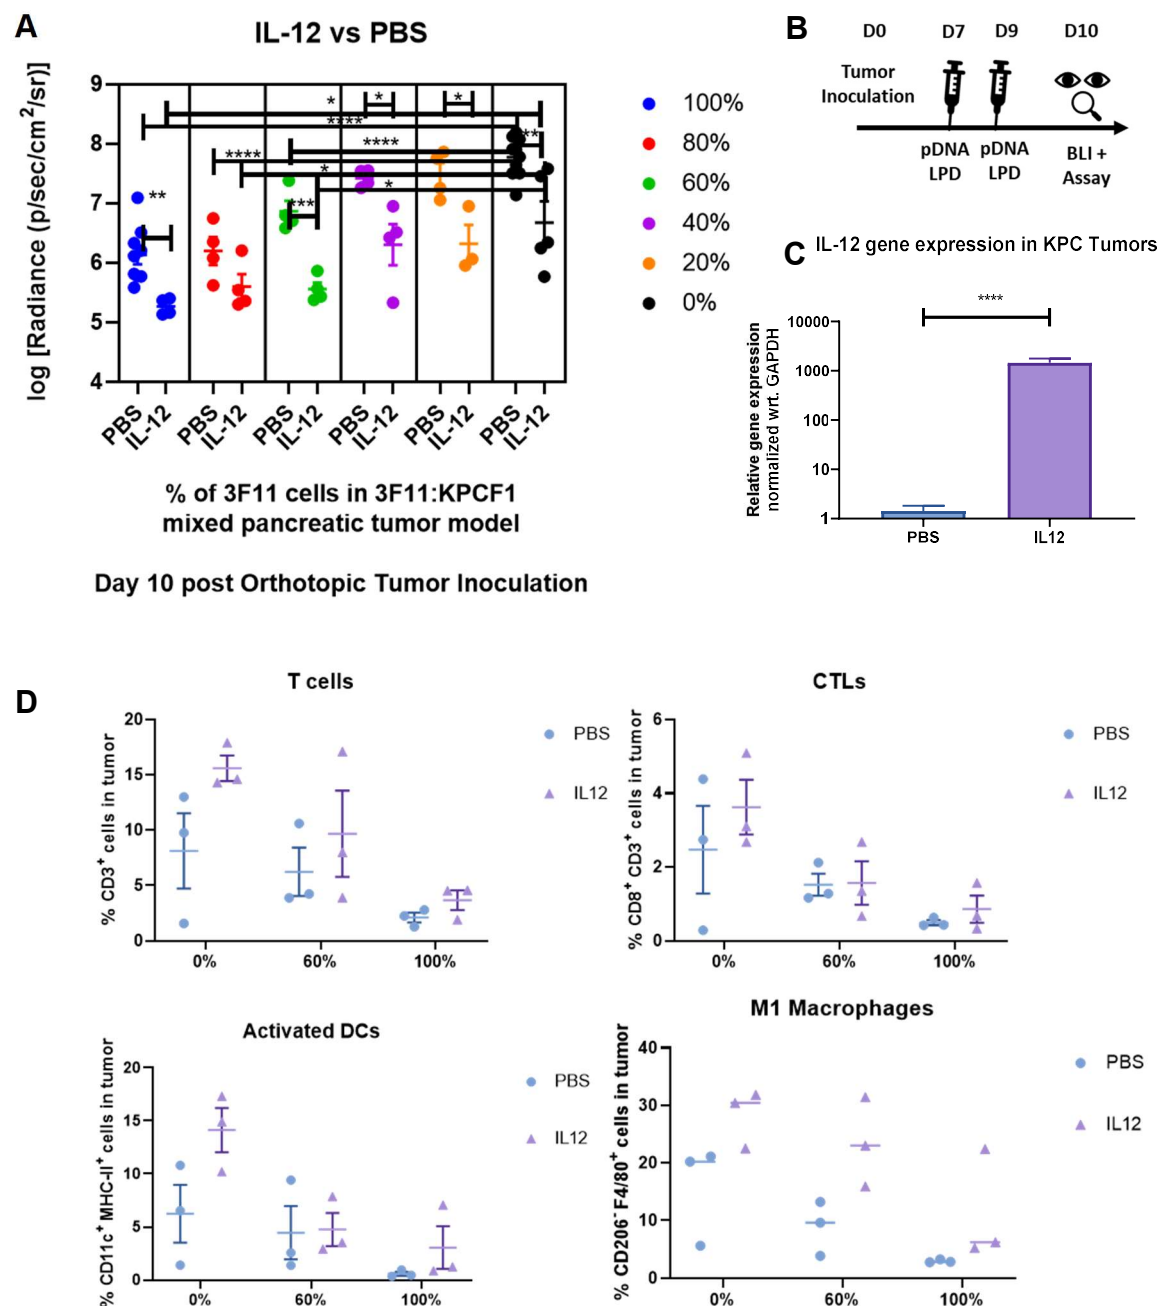 A
IL-12 vs PBS
log [Radiance (p/sec/cm²/sr)]
9
8
7
6
5
4
*
*
*
****
**
****
****
*
*
**
***
PBS
IL-12
PBS
IL-12
PBS
IL-12
PBS
IL-12
PBS
IL-12
PBS
IL-12
% of 3F11 cells in 3F11:KPCF1
mixed pancreatic tumor model
Day 10 post Orthotopic Tumor Inoculation
100%
80%
60%
40%
20%
0%
B
D0 D7 D9 D10
Tumor
Inoculation
pDNA
LPD
pDNA
LPD
BLI +
Assay
C
IL-12 gene expression in KPC Tumors
Relative gene expression
normalized wrt. GAPDH
****
10000
1000
100
10
1
PBS IL12
D
T cells
% CD3⁺ cells in tumor
20
15
10
5
0
0% 60% 100%
PBS
IL12
CTLs
% CD8⁺ CD3⁺ cells in tumor
6
4
2
0
0% 60% 100%
PBS
IL12
Activated DCs
% CD11c⁺ MHC-II⁺ cells in tumor
20
15
10
5
0
0% 60% 100%
PBS
IL12
M1 Macrophages
% CD206⁻ F4/80⁺ cells in tumor
40
30
20
10
0
0% 60% 100%
PBS
IL12